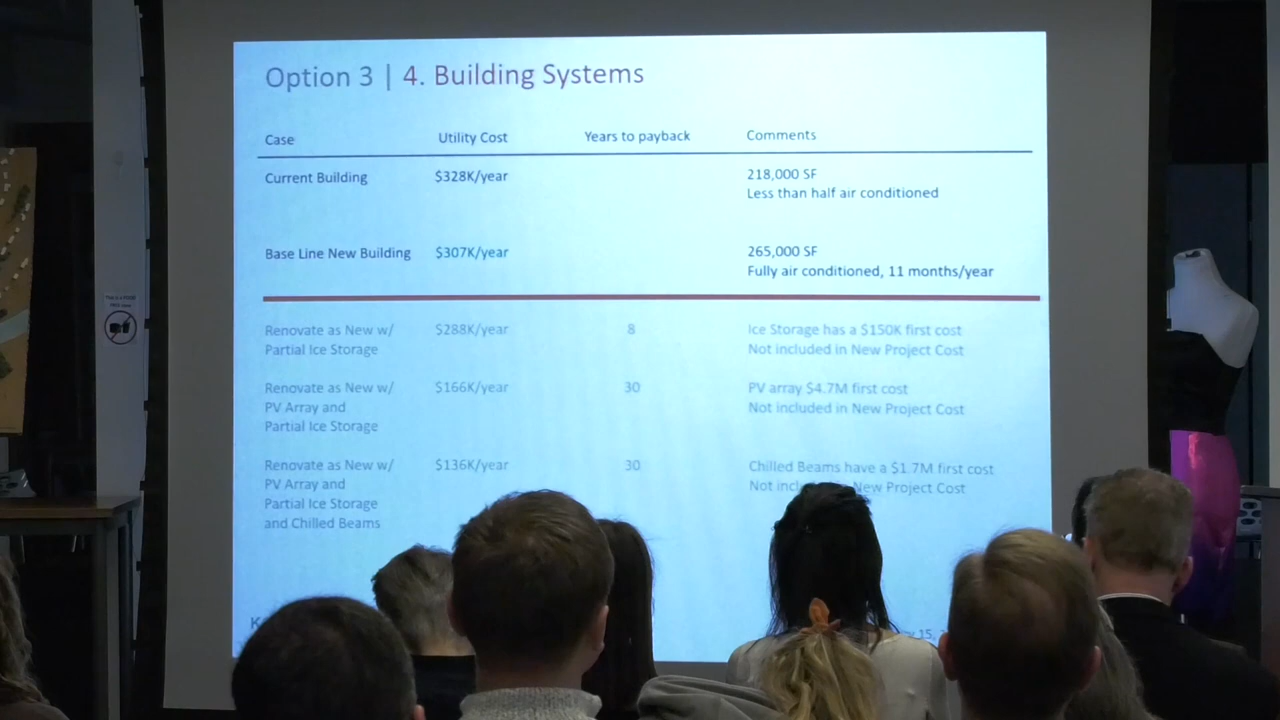 Option 3 | 4. Building Systems
Case Utility Cost Years to payback Comments
Current Building $328K/year 218,000 SF
Less than half air conditioned
Base Line New Building $307K/year 265,000 SF
Fully air conditioned, 11 months/year
Renovate as New w/ $288K/year 8 Ice Storage has a $150K first cost
Partial Ice Storage Not included in New Project Cost
Renovate as New w/ $166K/year 30 PV array $4.7M first cost
PV Array and Not included in New Project Cost
Partial Ice Storage
Renovate as New w/ $136K/year 30 Chilled Beams have a $1.7M first cost
PV Array and Not New Project Cost
Partial Ice Storage
and Chilled Beams
15,